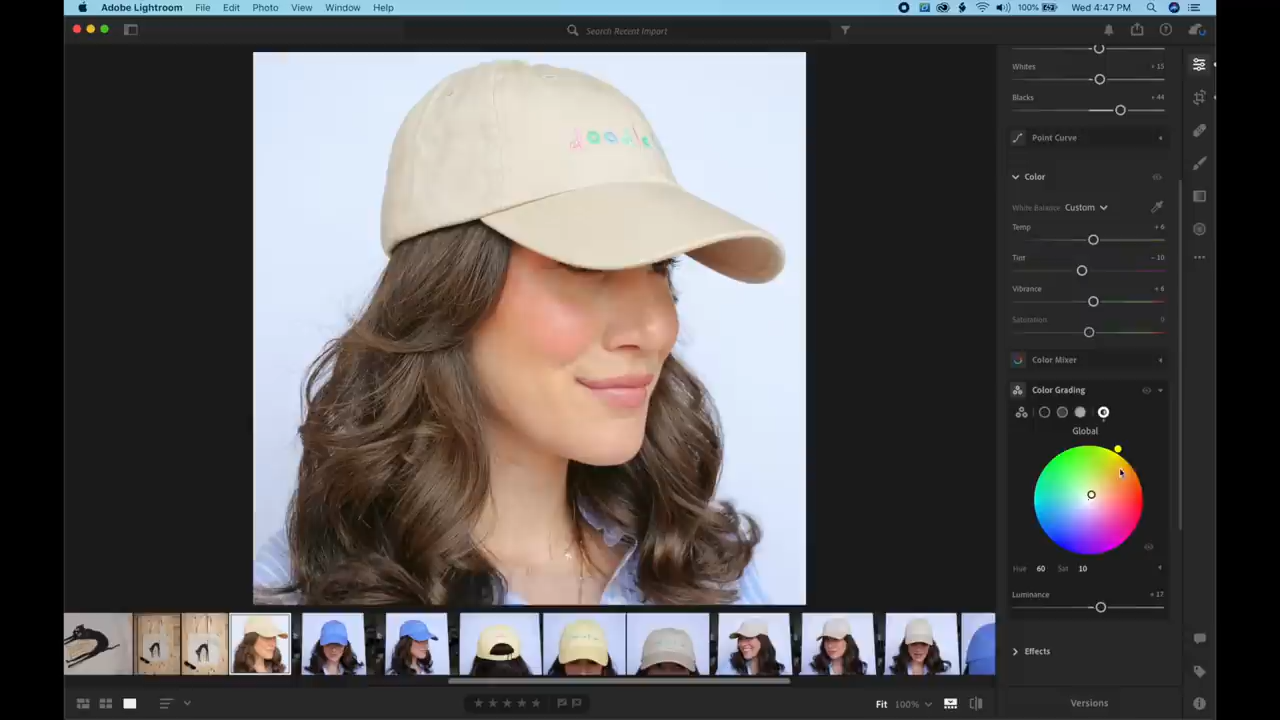 Adobe Lightroom File Edit Photo View Window Help
100% Wed 4:47 PM
Search Recent Import
Whites + 15
Blacks + 44
Point Curve
Color
White Balance Custom
Temp + 6
Tint - 10
Vibrance + 6
Saturation 0
Color Mixer
Color Grading
Global
Hue 60 Sat 10
Luminance + 17
Effects
Fit 100%
Versions